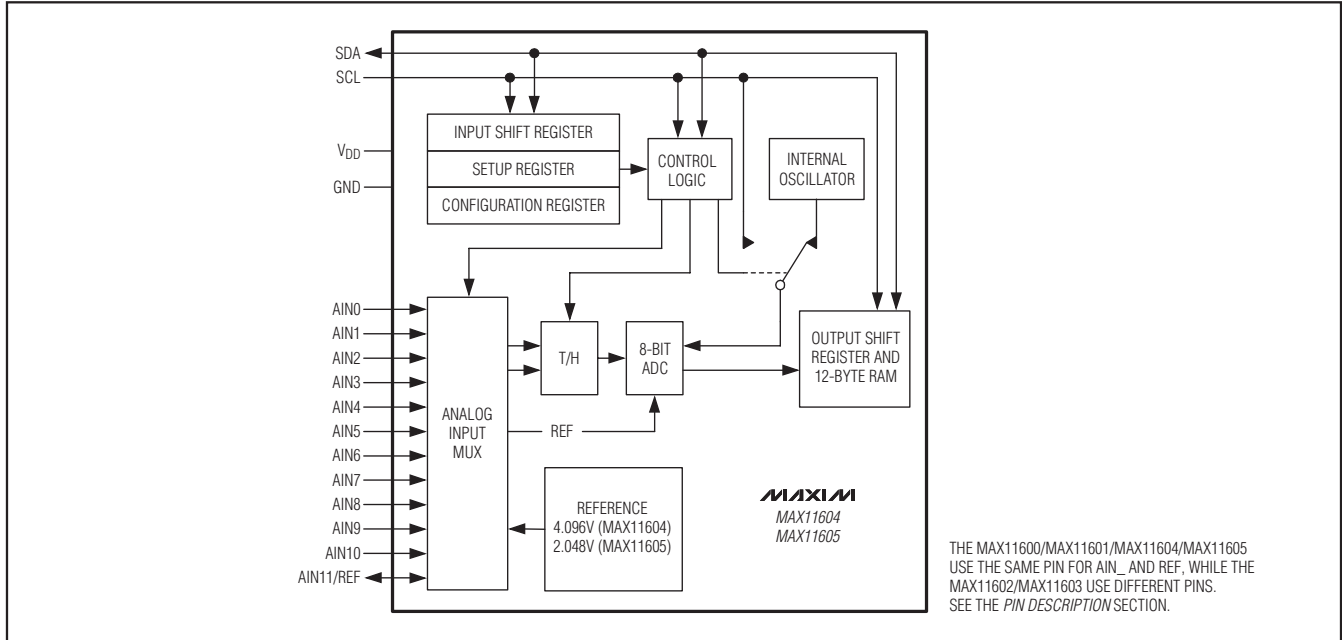 SDA
SCL
VDD
GND
INPUT SHIFT REGISTER
SETUP REGISTER
CONFIGURATION REGISTER
CONTROL
LOGIC
INTERNAL
OSCILLATOR
AIN0
AIN1
AIN2
AIN3
AIN4
AIN5
AIN6
AIN7
AIN8
AIN9
AIN10
AIN11/REF
ANALOG
INPUT
MUX
T/H
8-BIT
ADC
REF
OUTPUT SHIFT
REGISTER AND
12-BYTE RAM
REFERENCE
4.096V (MAX11604)
2.048V (MAX11605)
MAXIM
MAX11604
MAX11605
THE MAX11600/MAX11601/MAX11604/MAX11605
USE THE SAME PIN FOR AIN_ AND REF, WHILE THE
MAX11602/MAX11603 USE DIFFERENT PINS.
SEE THE PIN DESCRIPTION SECTION.